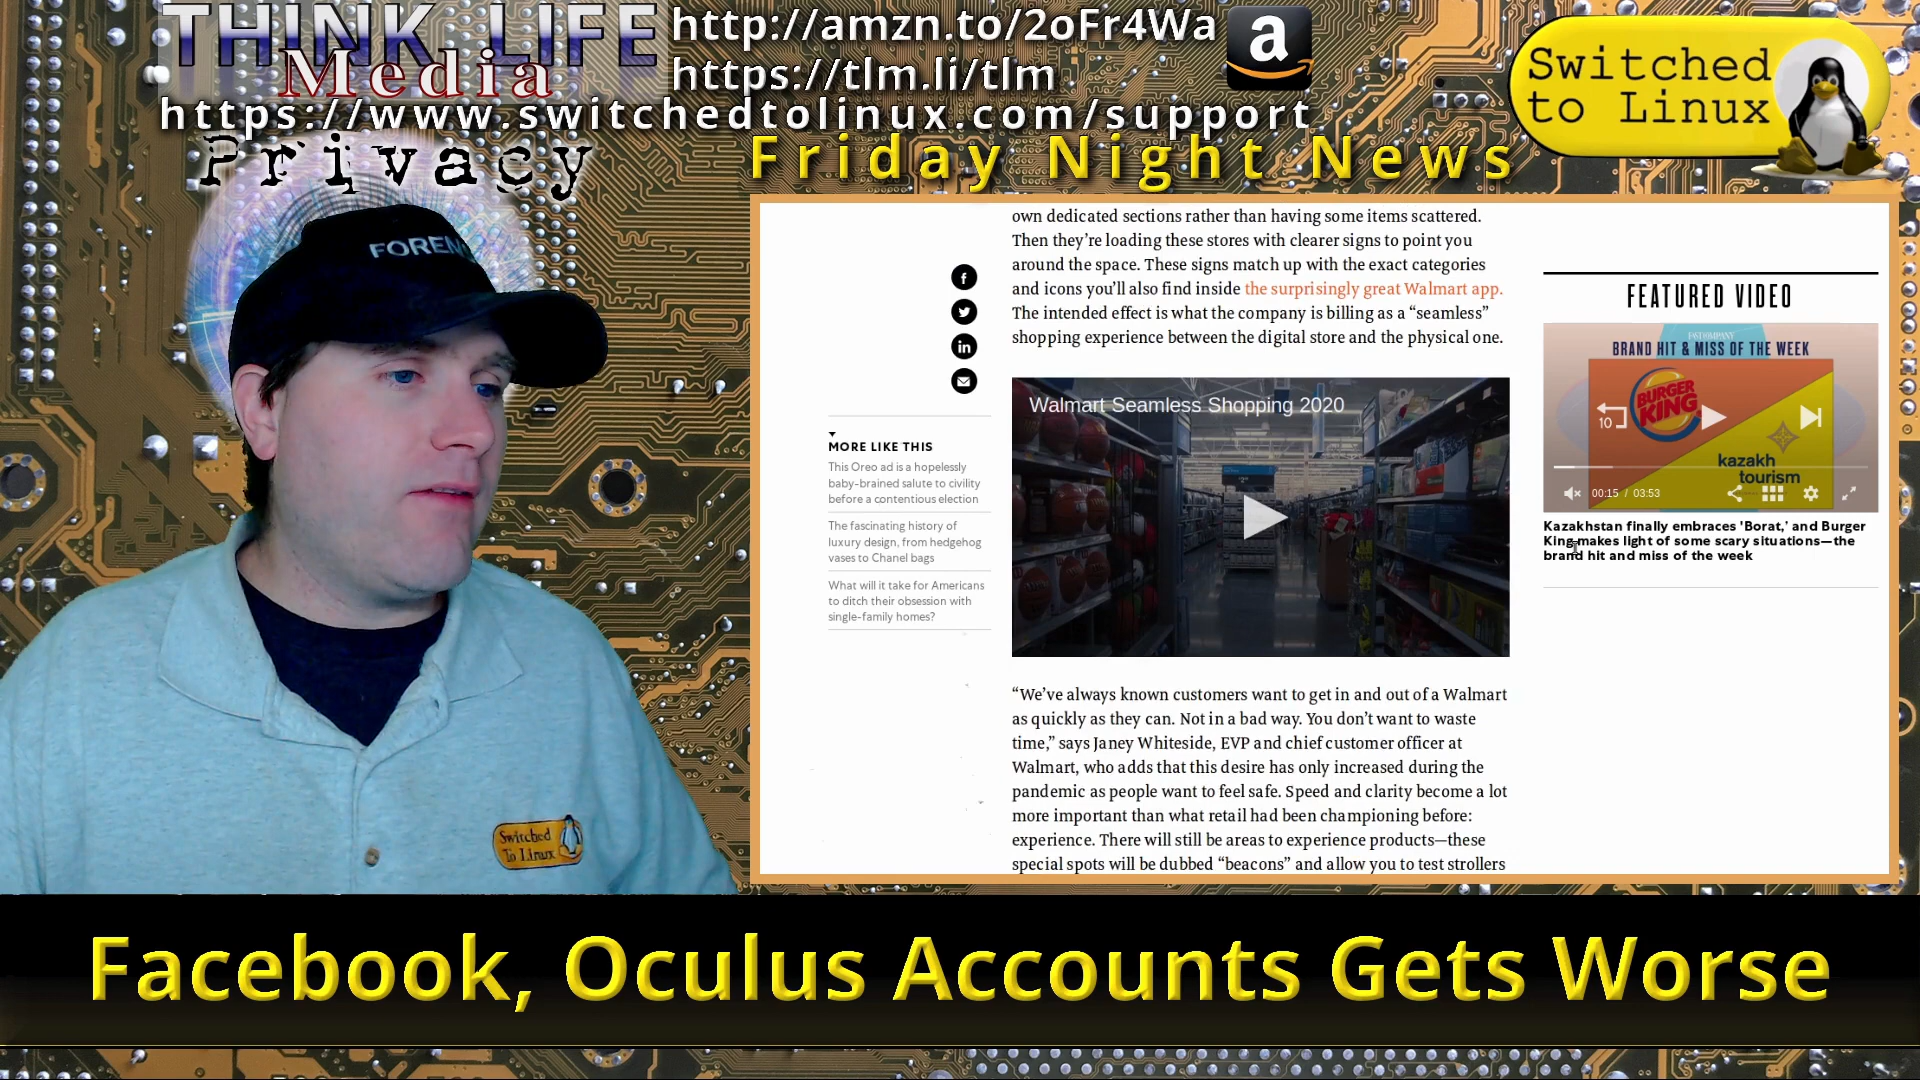 THINK LIFE
Media
http://amzn.to/2oFr4Wa
https://tlm.li/tlm
https://www.switchedtolinux.com/support
a
Switched
to Linux
Privacy
Friday Night News
FOREN
Switched
To Linux
own dedicated sections rather than having some items scattered.
Then they’re loading these stores with clearer signs to point you
around the space. These signs match up with the exact categories
and icons you’ll also find inside the surprisingly great Walmart app.
The intended effect is what the company is billing as a “seamless”
shopping experience between the digital store and the physical one.
f
in
MORE LIKE THIS
This Oreo ad is a hopelessly
baby-brained salute to civility
before a contentious election
The fascinating history of
luxury design, from hedgehog
vases to Chanel bags
What will it take for Americans
to ditch their obsession with
single-family homes?
Walmart Seamless Shopping 2020
“We’ve always known customers want to get in and out of a Walmart
as quickly as they can. Not in a bad way. You don’t want to waste
time,” says Janey Whiteside, EVP and chief customer officer at
Walmart, who adds that this desire has only increased during the
pandemic as people want to feel safe. Speed and clarity become a lot
more important than what retail had been championing before:
experience. There will still be areas to experience products—these
special spots will be dubbed “beacons” and allow you to test strollers
FEATURED VIDEO
FAST COMPANY
BRAND HIT & MISS OF THE WEEK
BURGER
KING
10
kazakh
tourism
00:15 / 03:53
Kazakhstan finally embraces 'Borat,' and Burger
King makes light of some scary situations—the
brand hit and miss of the week
Facebook, Oculus Accounts Gets Worse